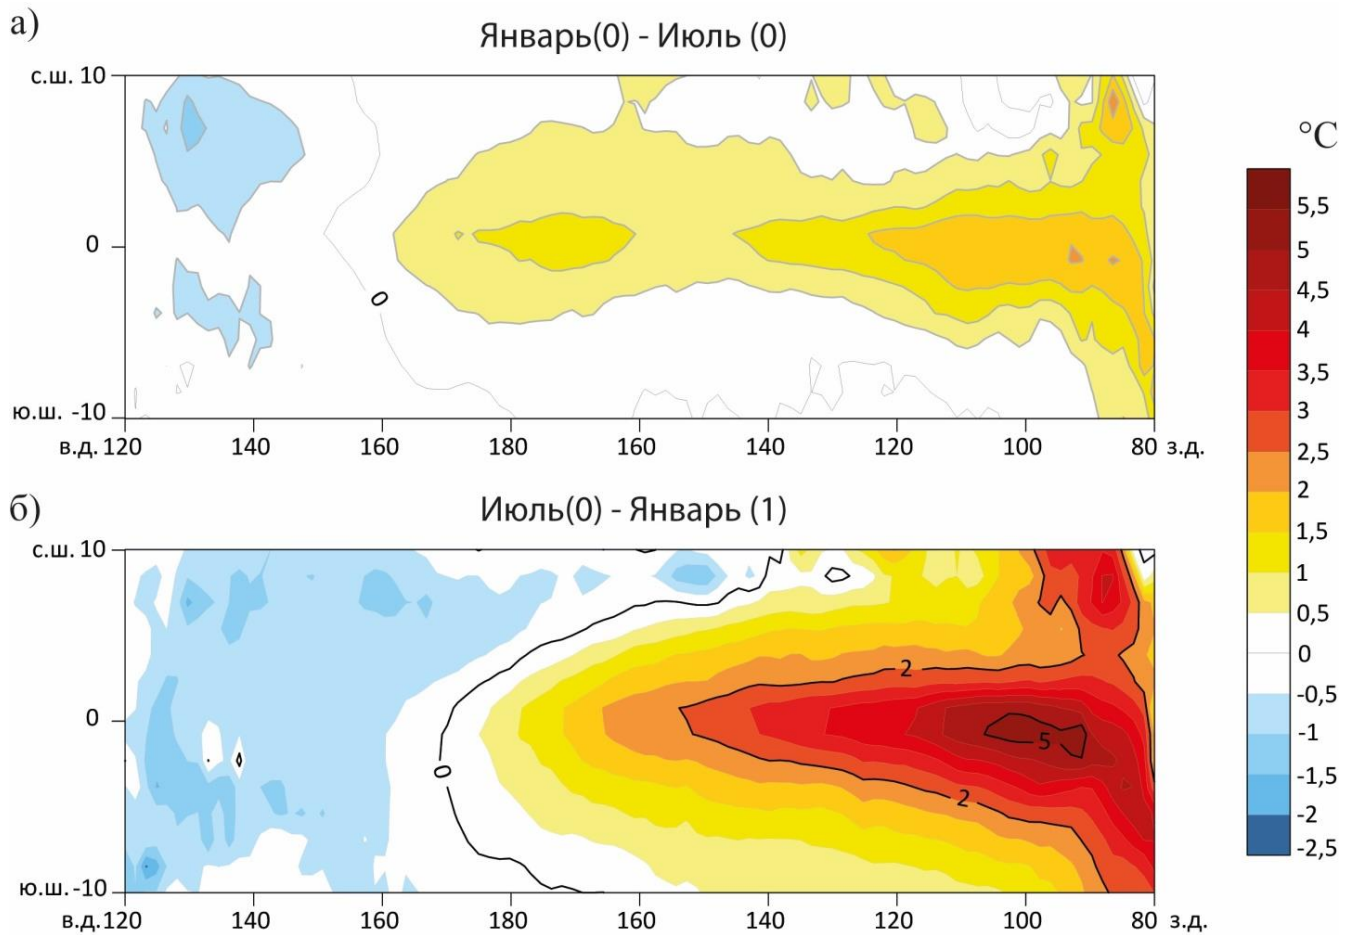 а)
Январь(0) - Июль (0)
с.ш. 10
0
ю.ш. -10
0
в.д. 120 140 160 180 160 140 120 100 80 з.д.
°C
5,5
5
4,5
4
3,5
3
2,5
2
1,5
1
0,5
0
-0,5
-1
-1,5
-2
-2,5
б)
Июль(0) - Январь (1)
с.ш. 10
2
0
5
0
2
ю.ш. -10
в.д. 120 140 160 180 160 140 120 100 80 з.д.